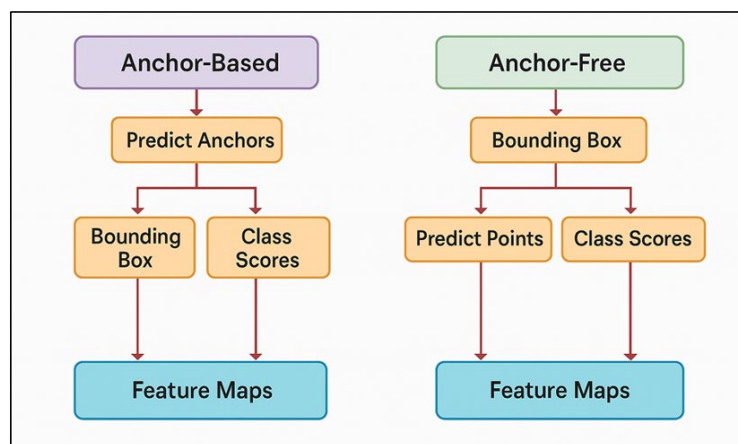 Anchor-Based
Predict Anchors
Bounding
Box
Class
Scores
Feature Maps
Anchor-Free
Bounding Box
Predict Points
Class Scores
Feature Maps